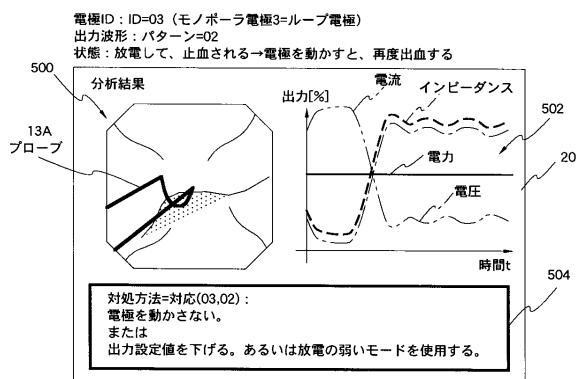 電極ID：ID=03（モノポーラ電極3=ループ電極）
出力波形：パターン=02
状態：放電して、止血される→電極を動かすと、再度出血する
500
分析結果
13A
プローブ
出力[%]
電流
インピーダンス
502
電力
20
電圧
時間t
504
対処方法=対応(03,02)：
電極を動かさない。
または
出力設定値を下げる。あるいは放電の弱いモードを使用する。